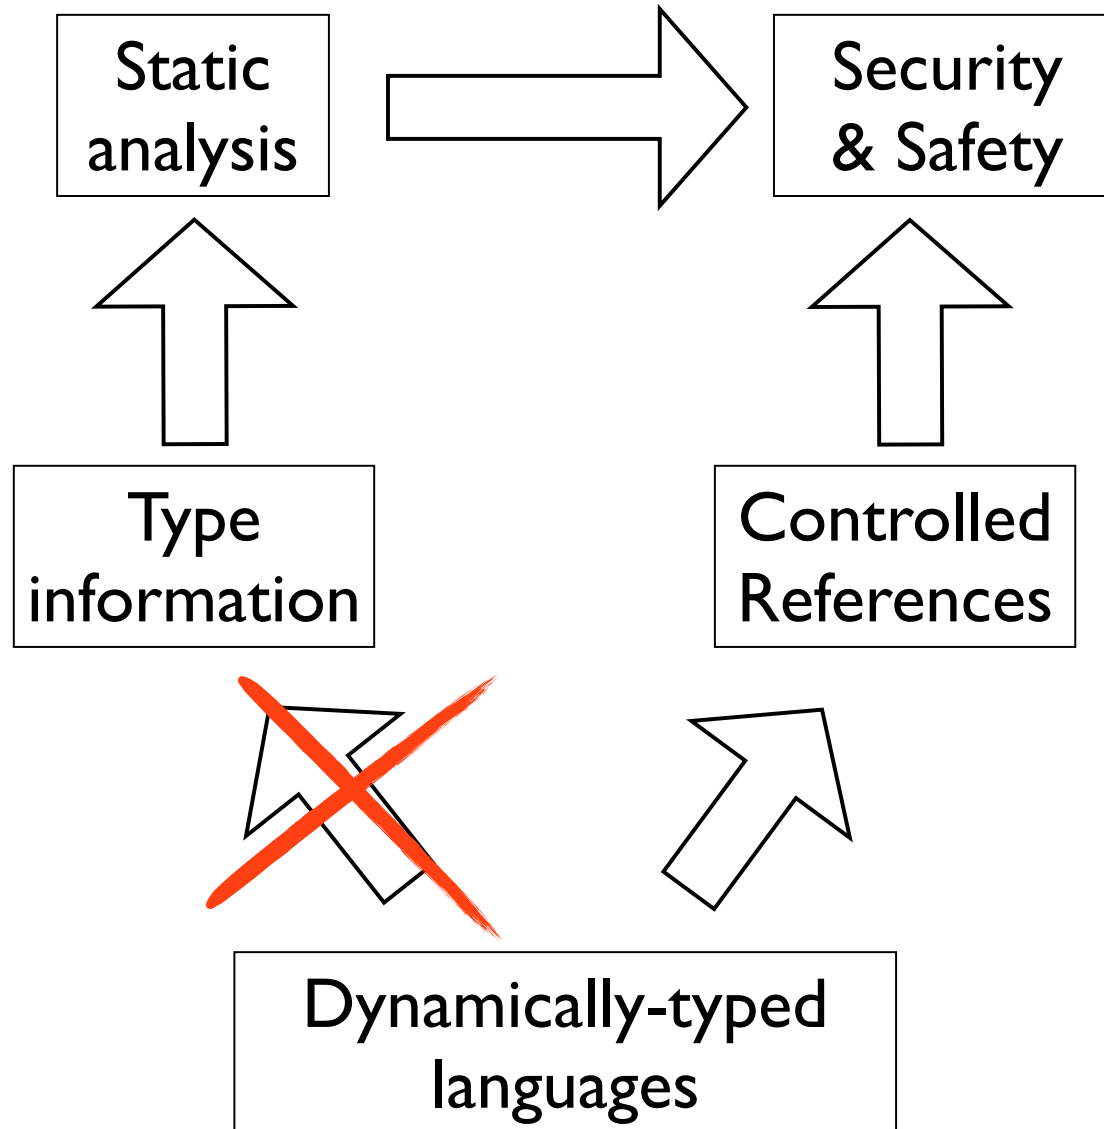 Static
analysis
Security
& Safety
Type
information
Controlled
References
Dynamically-typed
languages